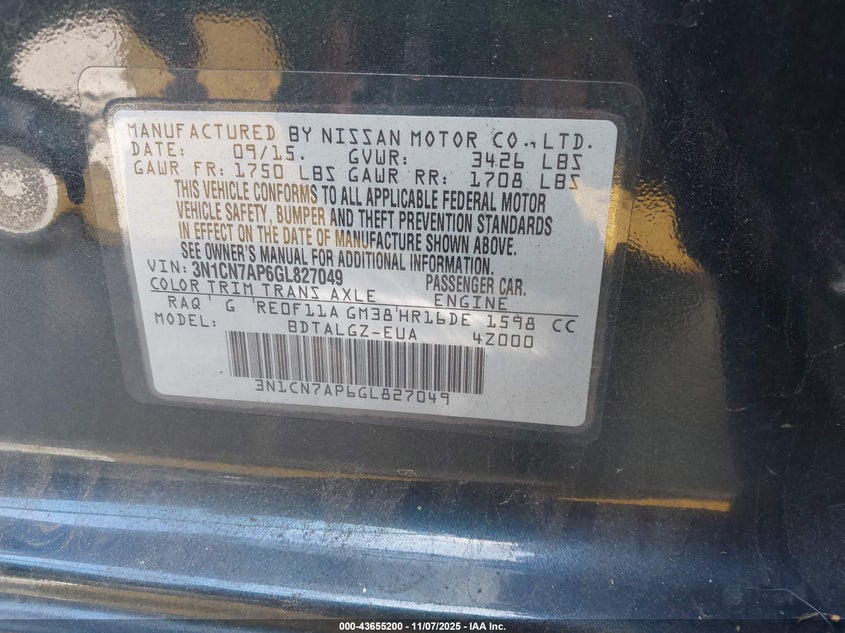 MANUFACTURED BY NISSAN MOTOR CO.,LTD.
DATE: 09/15. GVWR: 3426 LBS
GAWR FR: 1750 LBS GAWR RR: 1708 LBS
THIS VEHICLE CONFORMS TO ALL APPLICABLE FEDERAL MOTOR
VEHICLE SAFETY, BUMPER AND THEFT PREVENTION STANDARDS
IN EFFECT ON THE DATE OF MANUFACTURE SHOWN ABOVE.
SEE OWNER'S MANUAL FOR ADDITIONAL INFORMATION.
VIN: 3N1CN7AP6GL827049 PASSENGER CAR.
COLOR TRIM TRANS AXLE ENGINE
RAQ G RE0F11A GM38 HR16DE 1598 CC
MODEL: BDTALGZ-EUA 4Z000
3N1CN7AP6GL827049
000-43655200 - 11/07/2025 - IAA Inc.